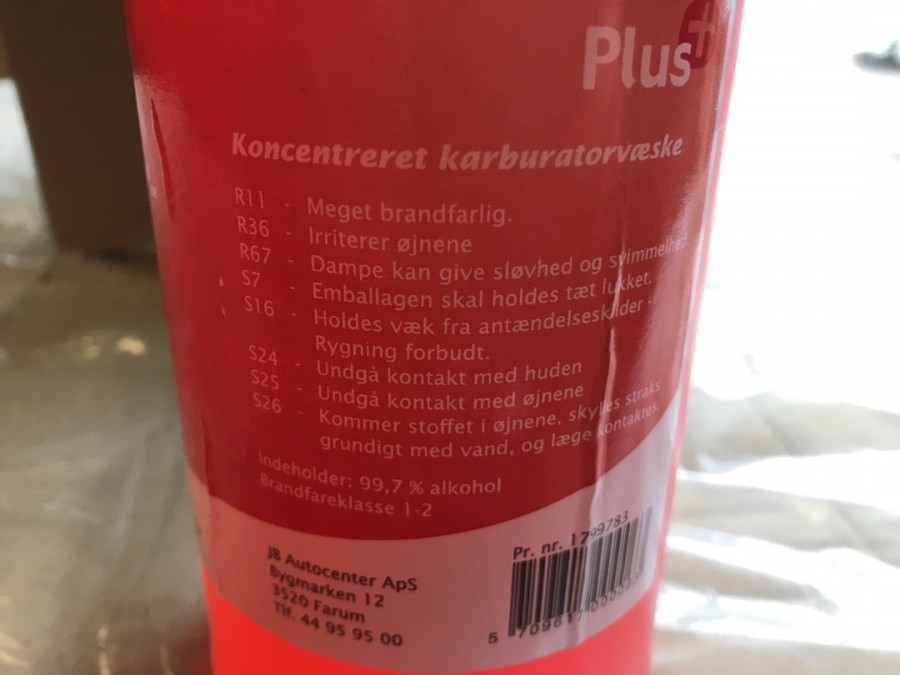 Plus+
Koncentreret karburatorvæske
R11 - Meget brandfarlig.
R36 - Irriterer øjnene
R67 - Dampe kan give sløvhed og svimmelhed
S7 - Emballagen skal holdes tæt lukket.
S16 - Holdes væk fra antændelseskilder -
Rygning forbudt.
S24 - Undgå kontakt med huden
S25 - Undgå kontakt med øjnene
S26 - Kommer stoffet i øjnene, skylles straks
grundigt med vand, og læge kontaktes.
Indeholder: 99,7 % alkohol
Brandfareklasse 1-2
JB Autocenter ApS
Bygmarken 12
3520 Farum
Tlf. 44 95 95 00
Pr. nr. 1799783